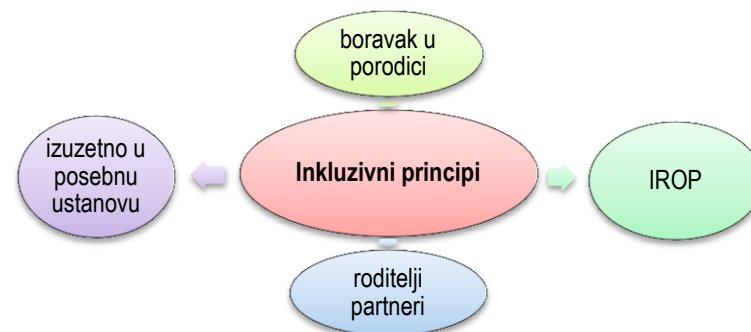 boravak u
porodici
izuzetno u
posebnu
ustanovu
Inkluzivni principi
IROP
roditelji
partneri